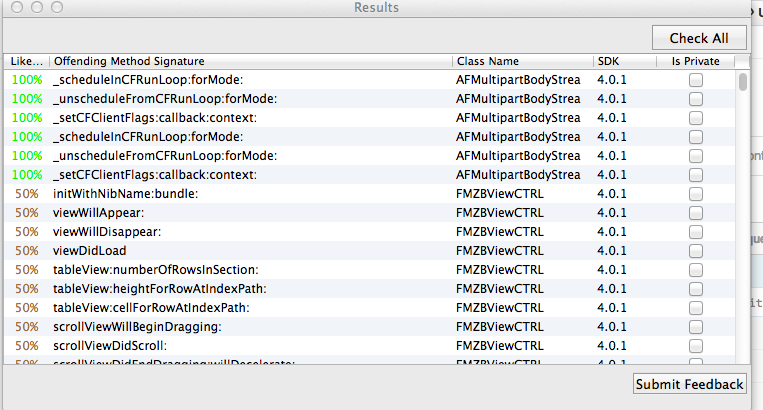 Results
Check All
Like... Offending Method Signature Class Name SDK Is Private
100% _scheduleInCFRunLoop:forMode: AFMultipartBodyStrea 4.0.1
100% _unscheduleFromCFRunLoop:forMode: AFMultipartBodyStrea 4.0.1
100% _setCFClientFlags:callback:context: AFMultipartBodyStrea 4.0.1
100% _scheduleInCFRunLoop:forMode: AFMultipartBodyStrea 4.0.1
100% _unscheduleFromCFRunLoop:forMode: AFMultipartBodyStrea 4.0.1
100% _setCFClientFlags:callback:context: AFMultipartBodyStrea 4.0.1
50% initWithNibName:bundle: FMZBViewCTRL 4.0.1
50% viewWillAppear: FMZBViewCTRL 4.0.1
50% viewWillDisappear: FMZBViewCTRL 4.0.1
50% viewDidLoad FMZBViewCTRL 4.0.1
50% tableView:numberOfRowsInSection: FMZBViewCTRL 4.0.1
50% tableView:heightForRowAtIndexPath: FMZBViewCTRL 4.0.1
50% tableView:cellForRowAtIndexPath: FMZBViewCTRL 4.0.1
50% scrollViewWillBeginDragging: FMZBViewCTRL 4.0.1
50% scrollViewDidScroll: FMZBViewCTRL 4.0.1
50% scrollViewDidEndDragging:willDecelerate: FMZBViewCTRL 4.0.1
Submit Feedback